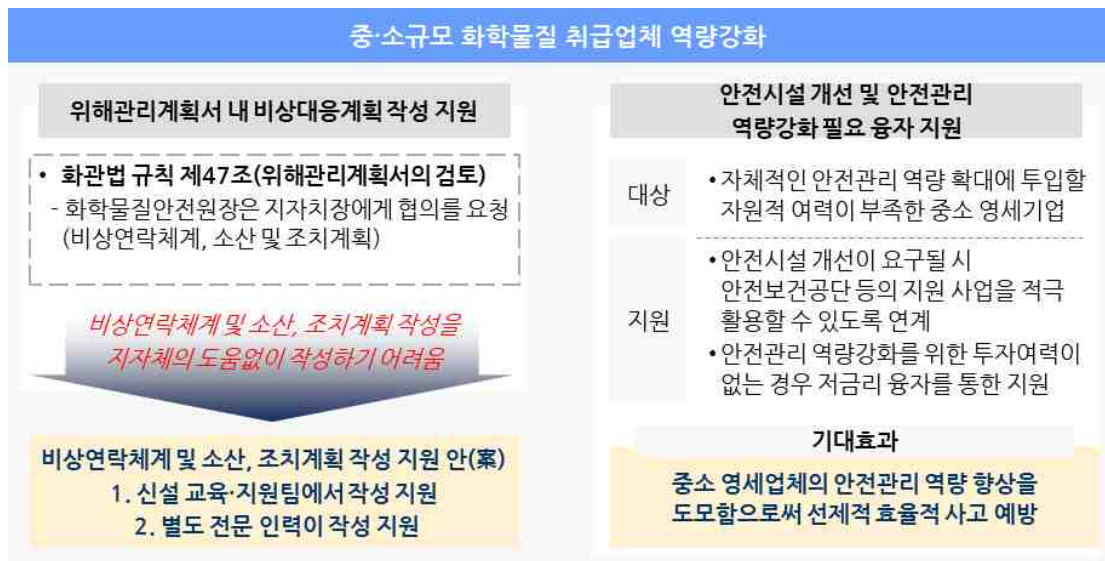 중·소규모 화학물질 취급업체 역량강화
위해관리계획서 내 비상대응계획 작성 지원
• 화관법 규칙 제47조(위해관리계획서의 검토)
- 화학물질안전원장은 지자치장에게 협의를 요청
(비상연락체계, 소산 및 조치계획)
비상연락체계 및 소산, 조치계획 작성을
지자체의 도움없이 작성하기 어려움
비상연락체계 및 소산, 조치계획 작성 지원 안(案)
1. 신설 교육·지원팀에서 작성 지원
2. 별도 전문 인력이 작성 지원
안전시설 개선 및 안전관리
역량강화 필요 융자 지원
대상
• 자체적인 안전관리 역량 확대에 투입할
자원적 여력이 부족한 중소 영세기업
지원
• 안전시설 개선이 요구될 시
안전보건공단 등의 지원 사업을 적극
활용할 수 있도록 연계
• 안전관리 역량강화를 위한 투자여력이
없는 경우 저금리 융자를 통한 지원
기대효과
중소 영세업체의 안전관리 역량 향상을
도모함으로써 선제적 효율적 사고 예방